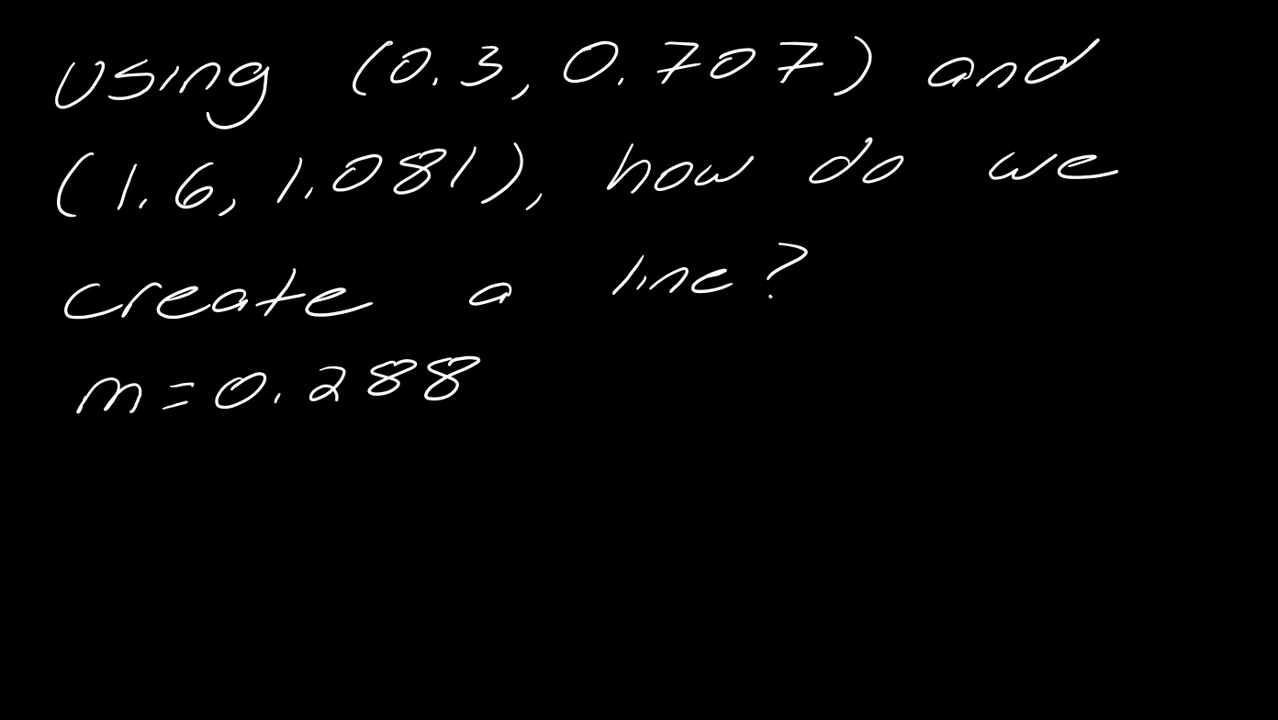 Using (0.3, 0.707) and
(1.6, 1.081), how do we
create a line?
m=0.288